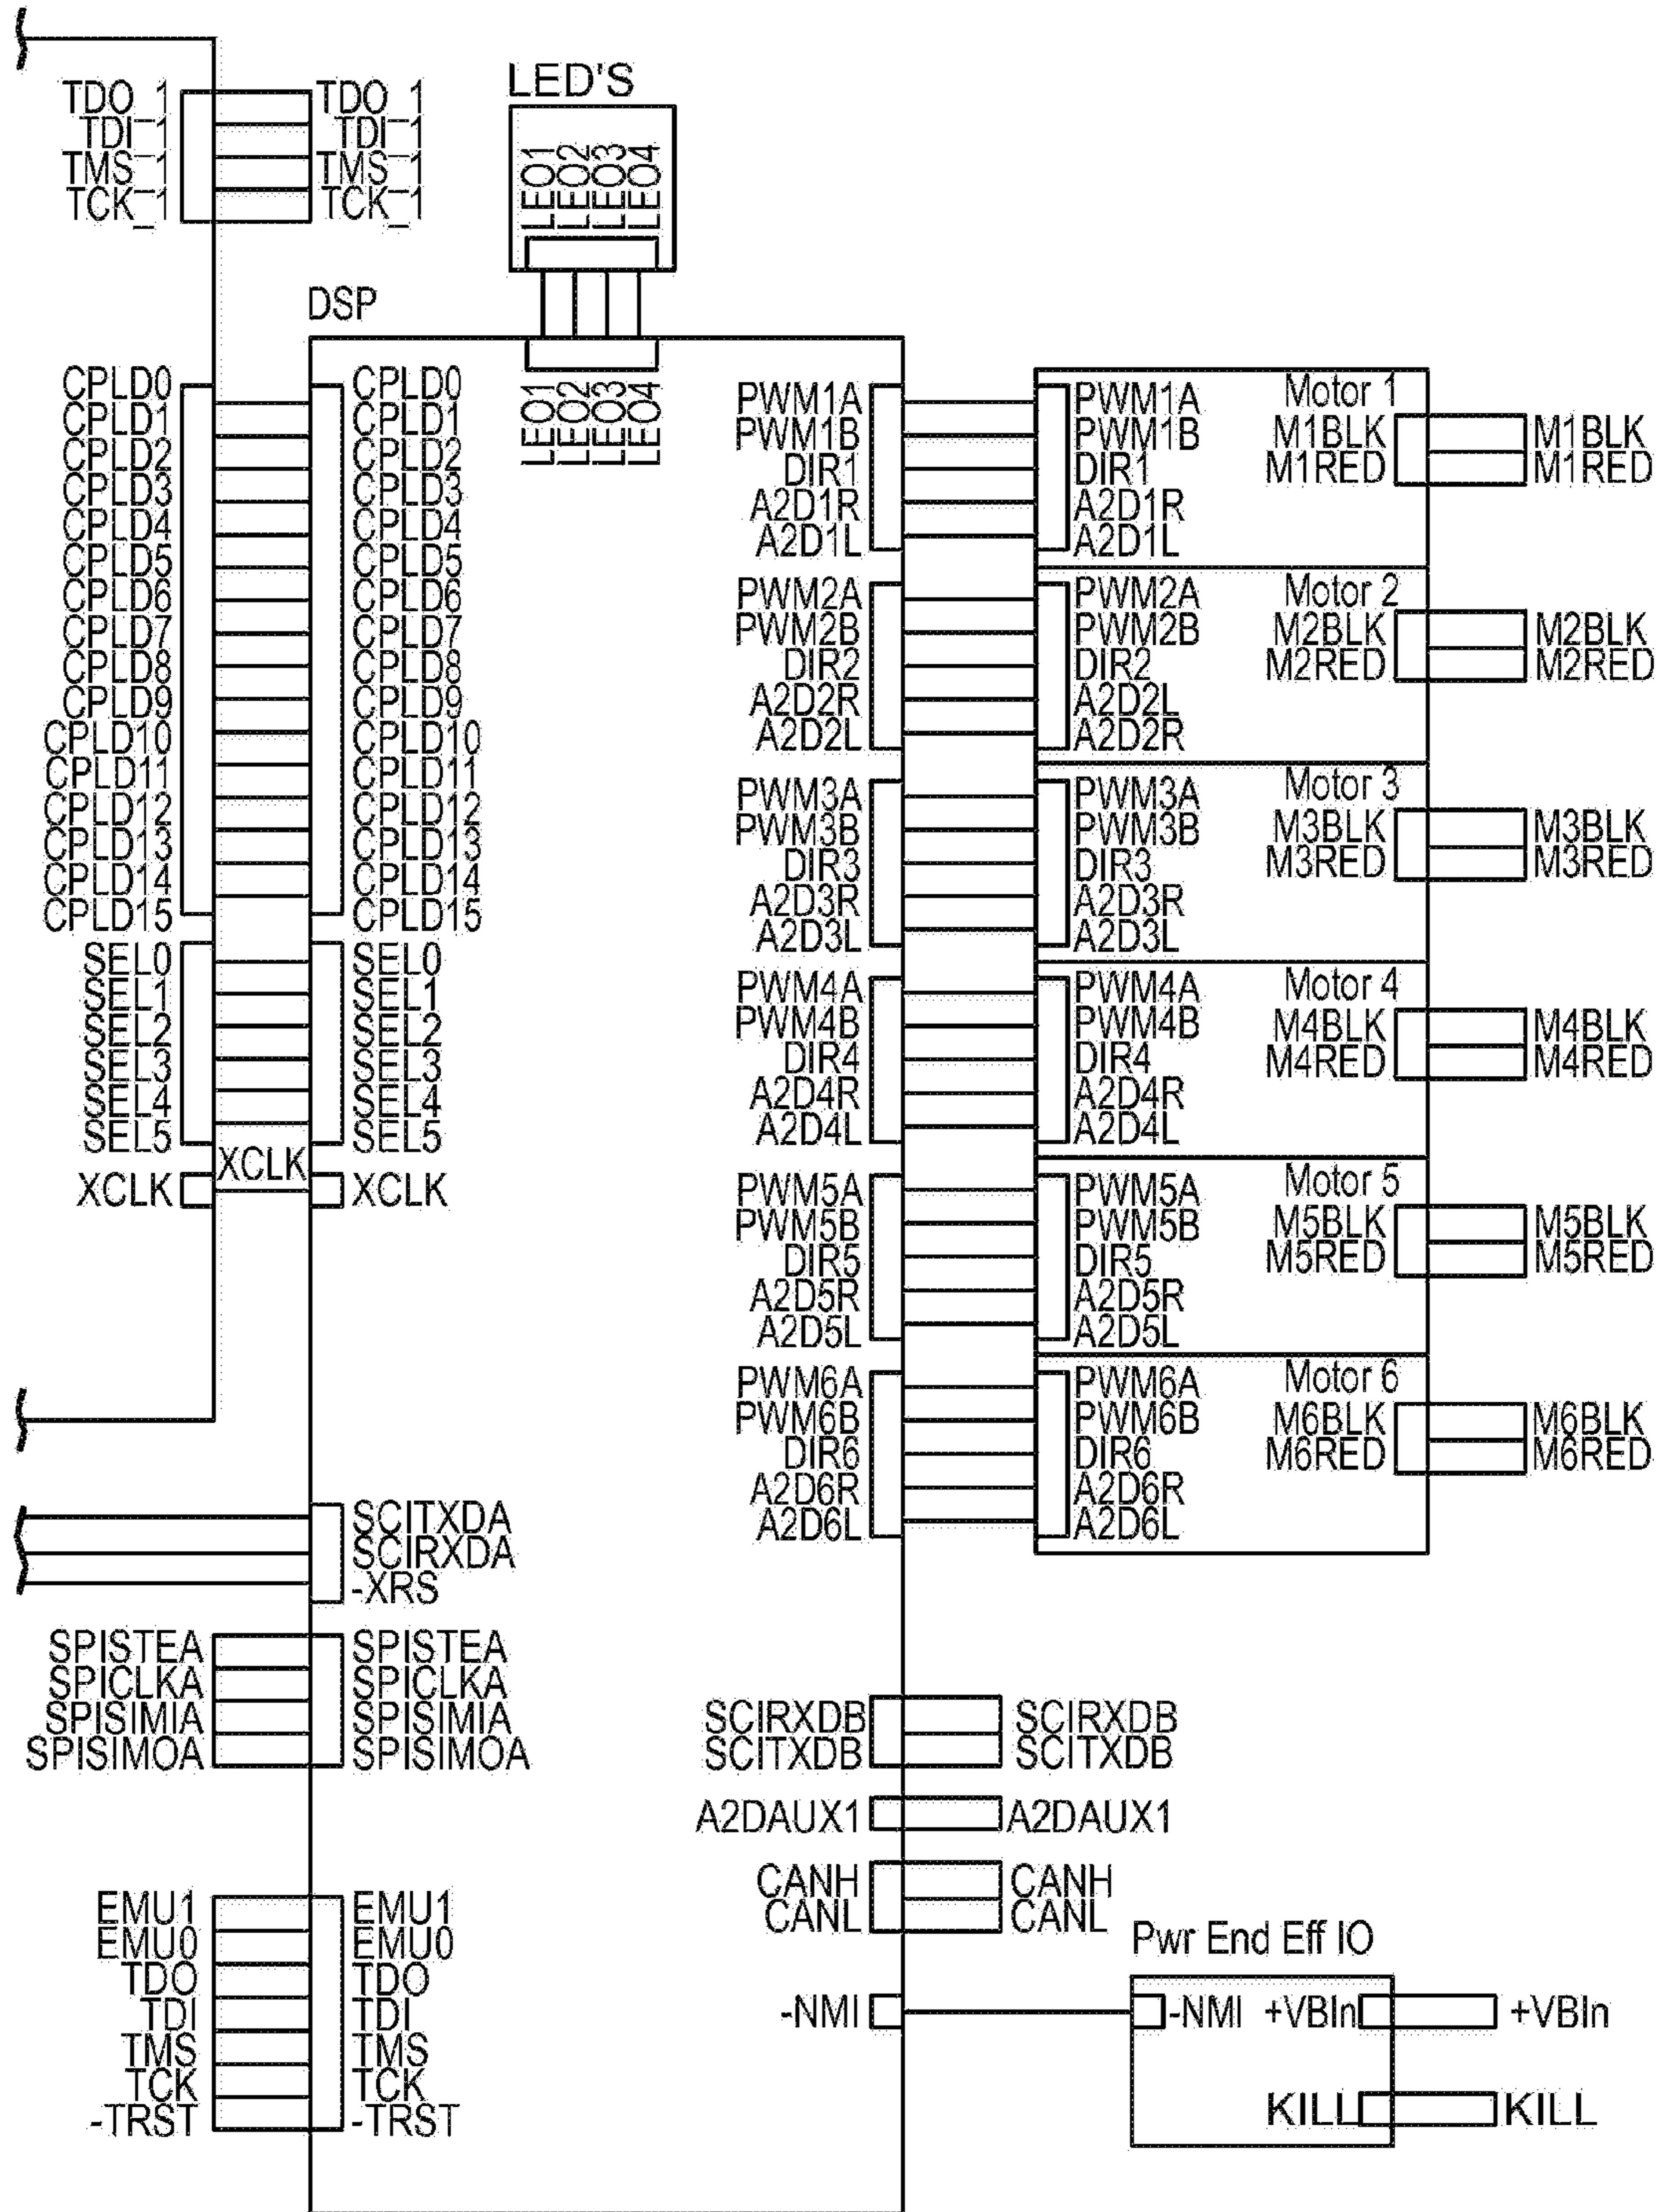 TDO_1
TDI_1
TMS_1
TCK_1
TDO_1
TDI_1
TMS_1
TCK_1
LED'S
LEO1
LEO2
LEO3
LEO4
DSP
LEO1
LEO2
LEO3
LEO4
CPLD0
CPLD1
CPLD2
CPLD3
CPLD4
CPLD5
CPLD6
CPLD7
CPLD8
CPLD9
CPLD10
CPLD11
CPLD12
CPLD13
CPLD14
CPLD15
CPLD0
CPLD1
CPLD2
CPLD3
CPLD4
CPLD5
CPLD6
CPLD7
CPLD8
CPLD9
CPLD10
CPLD11
CPLD12
CPLD13
CPLD14
CPLD15
SEL0
SEL1
SEL2
SEL3
SEL4
SEL5
SEL0
SEL1
SEL2
SEL3
SEL4
SEL5
XCLK
XCLK
XCLK
SCITXDA
SCIRXDA
-XRS
SPISTEA
SPICLKA
SPISIMIA
SPISIMOA
SPISTEA
SPICLKA
SPISIMIA
SPISIMOA
EMU1
EMU0
TDO
TDI
TMS
TCK
-TRST
EMU1
EMU0
TDO
TDI
TMS
TCK
-TRST
PWM1A
PWM1B
DIR1
A2D1R
A2D1L
PWM1A
PWM1B
DIR1
A2D1R
A2D1L
Motor 1
M1BLK
M1RED
M1BLK
M1RED
PWM2A
PWM2B
DIR2
A2D2R
A2D2L
PWM2A
PWM2B
DIR2
A2D2L
A2D2R
Motor 2
M2BLK
M2RED
M2BLK
M2RED
PWM3A
PWM3B
DIR3
A2D3R
A2D3L
PWM3A
PWM3B
DIR3
A2D3R
A2D3L
Motor 3
M3BLK
M3RED
M3BLK
M3RED
PWM4A
PWM4B
DIR4
A2D4R
A2D4L
PWM4A
PWM4B
DIR4
A2D4R
A2D4L
Motor 4
M4BLK
M4RED
M4BLK
M4RED
PWM5A
PWM5B
DIR5
A2D5R
A2D5L
PWM5A
PWM5B
DIR5
A2D5R
A2D5L
Motor 5
M5BLK
M5RED
M5BLK
M5RED
PWM6A
PWM6B
DIR6
A2D6R
A2D6L
PWM6A
PWM6B
DIR6
A2D6R
A2D6L
Motor 6
M6BLK
M6RED
M6BLK
M6RED
SCIRXDB
SCITXDB
SCIRXDB
SCITXDB
A2DAUX1
A2DAUX1
CANH
CANL
CANH
CANL
-NMI
Pwr End Eff IO
-NMI
+VBIn
+VBIn
KILL
KILL